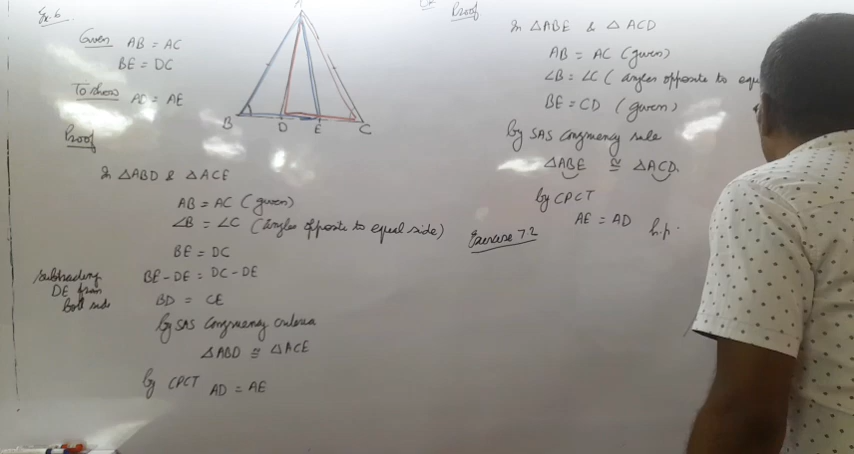 Ex. 6
Given AB = AC
BE = DC
To show AD = AE
Proof
A
B D E C
In △ABD & △ACE
AB = AC (given)
∠B = ∠C (Angles opposite to equal side)
BE = DC
Subtracting DE from Both side
BE - DE = DC - DE
BD = CE
by SAS congruency criteria
△ABD ≅ △ACE
by CPCT AD = AE
OR Proof
In △ABE & △ACD
AB = AC (given)
∠B = ∠C (angles opposite to equ
BE = CD (given)
by SAS congruency rule
△ABE ≅ △ACD.
by CPCT
AE = AD h.p.
Exercise 7.2